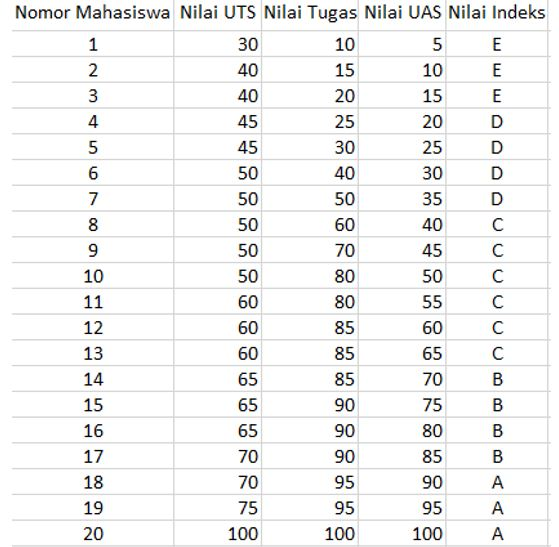 Nomor Mahasiswa Nilai UTS Nilai Tugas Nilai UAS Nilai Indeks
1 30 10 5 E
2 40 15 10 E
3 40 20 15 E
4 45 25 20 D
5 45 30 25 D
6 50 40 30 D
7 50 50 35 D
8 50 60 40 C
9 50 70 45 C
10 50 80 50 C
11 60 80 55 C
12 60 85 60 C
13 60 85 65 C
14 65 85 70 B
15 65 90 75 B
16 65 90 80 B
17 70 90 85 B
18 70 95 90 A
19 75 95 95 A
20 100 100 100 A